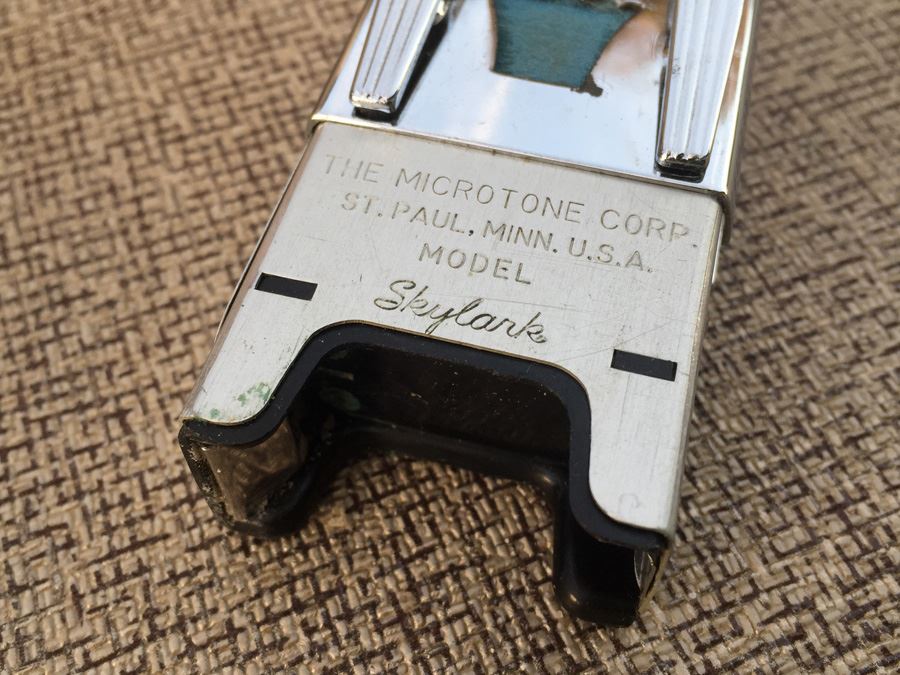 THE MICROTONE CORP.
ST. PAUL, MINN. U.S.A.
MODEL
Skylark